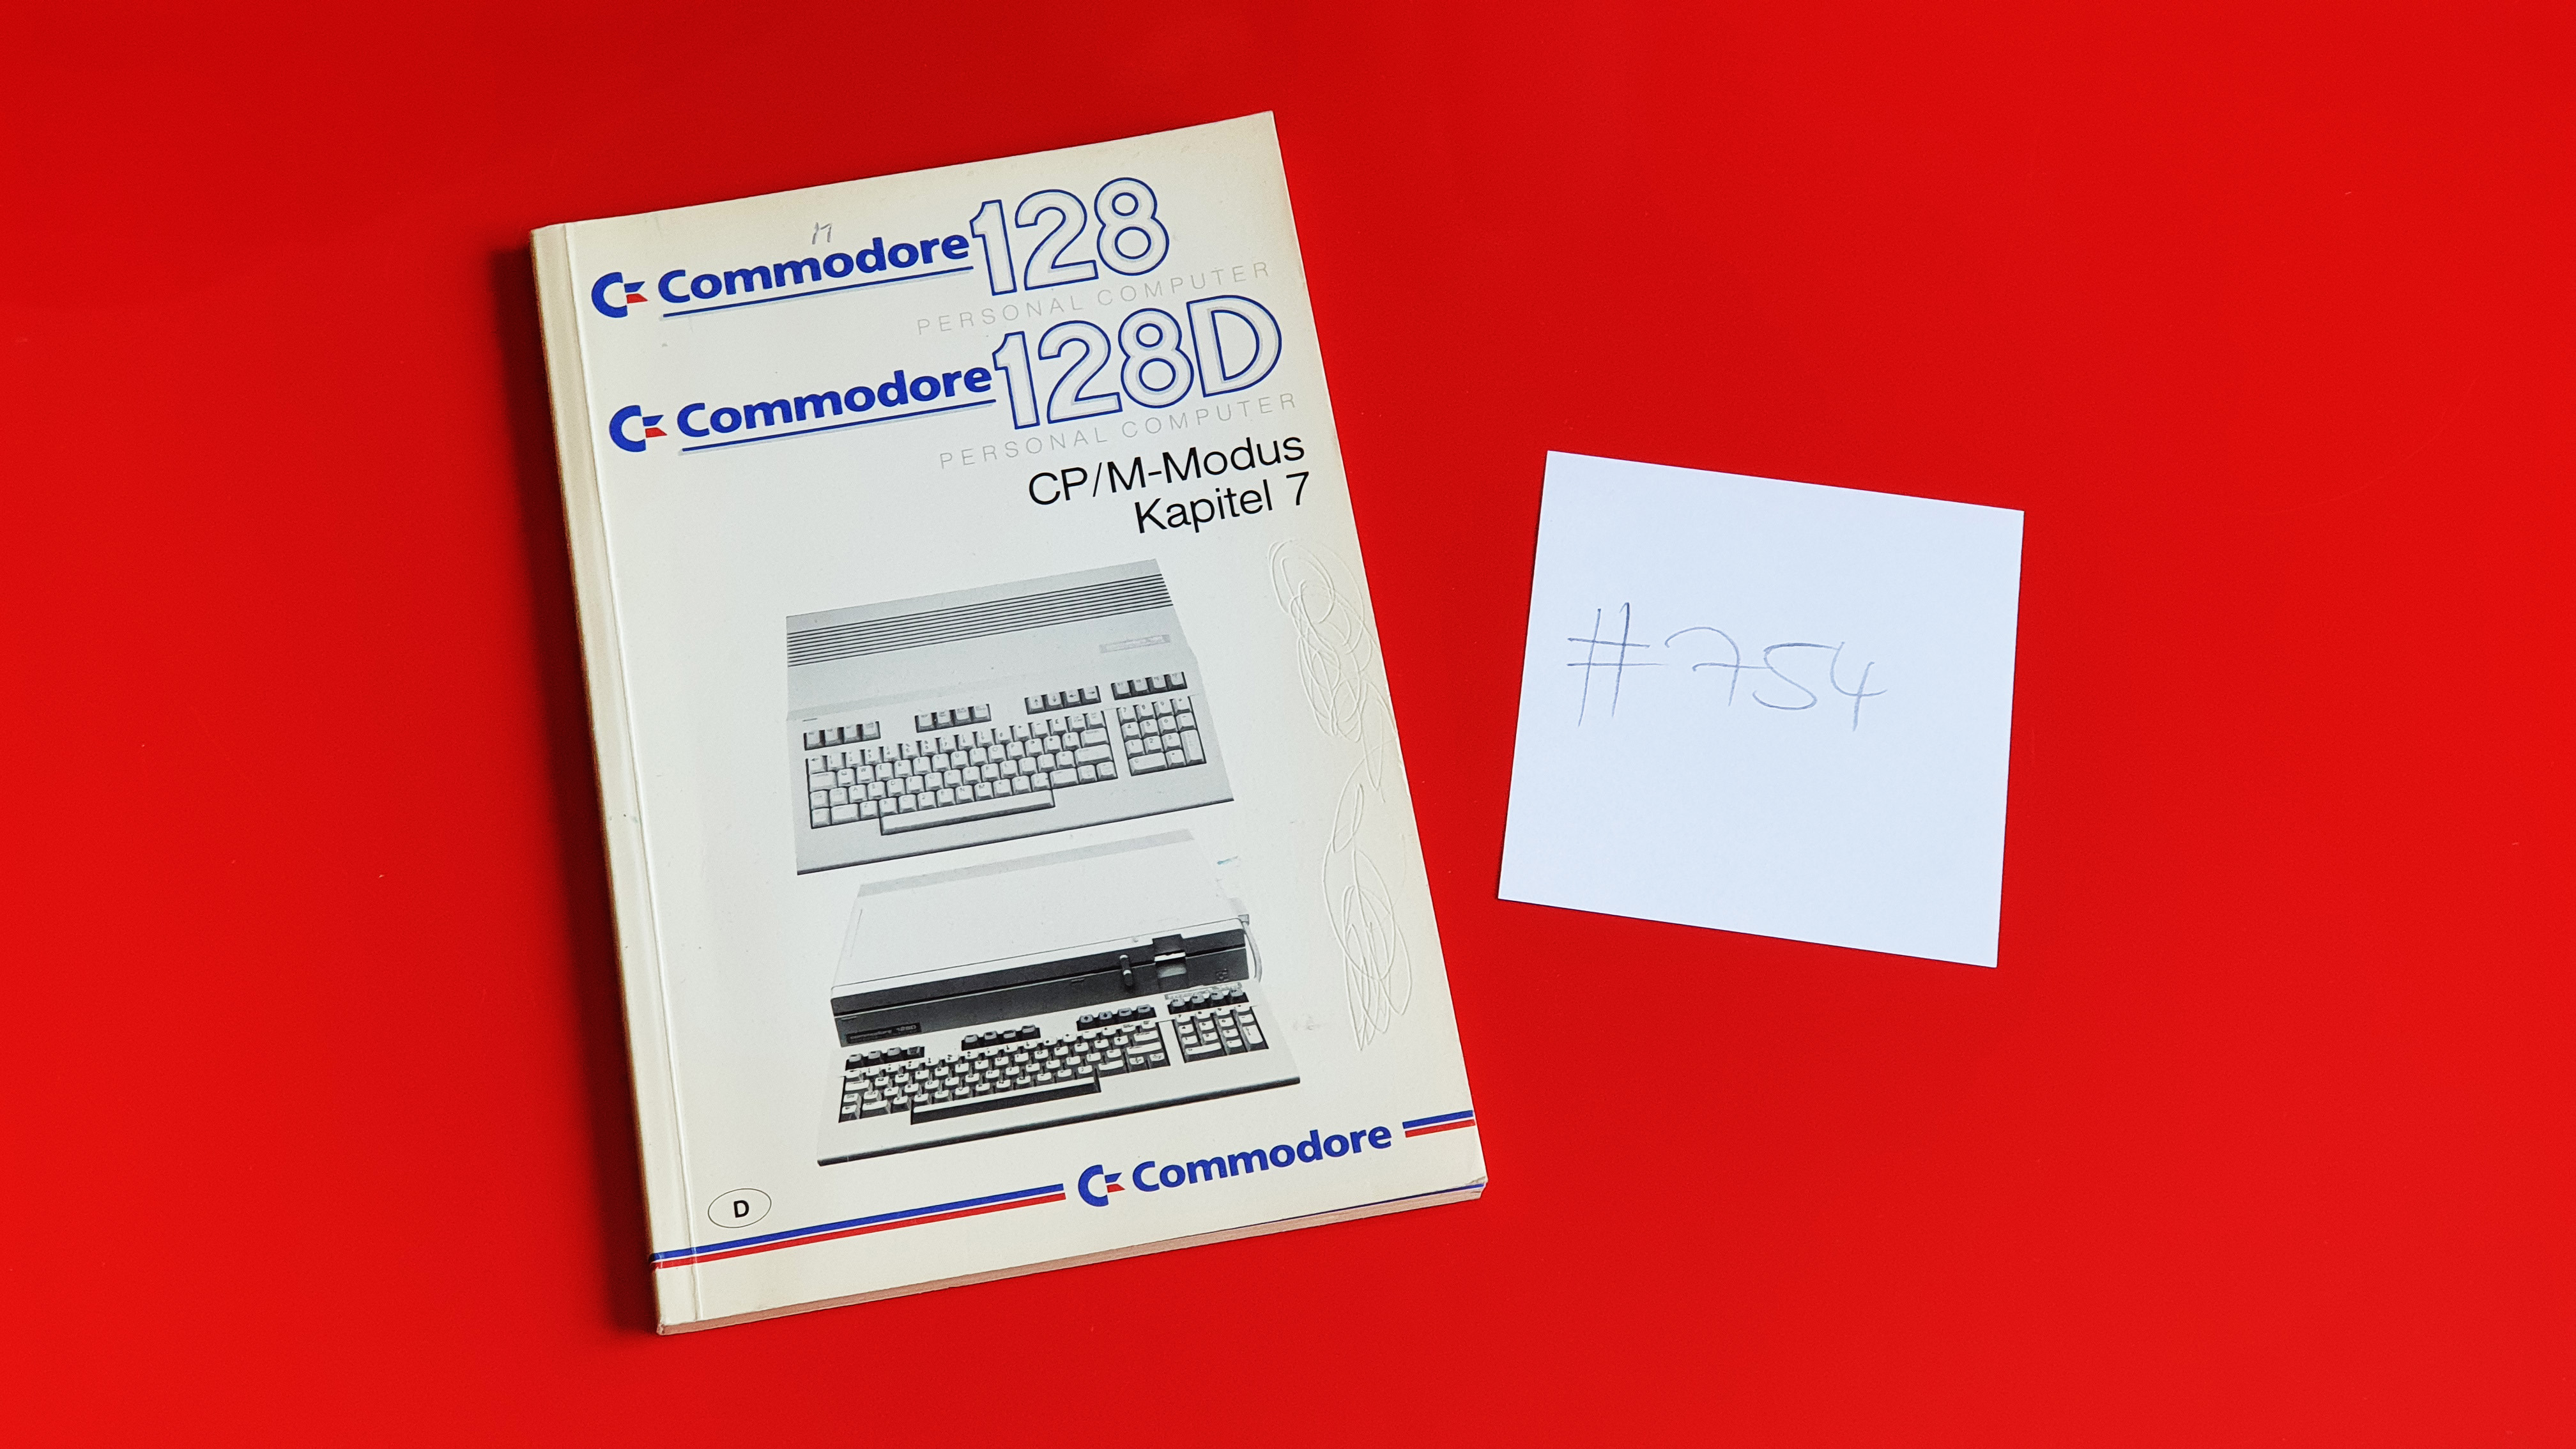 Commodore 128
PERSONAL COMPUTER
Commodore 128D
PERSONAL COMPUTER
CP/M-Modus
Kapitel 7
#754
Commodore
D